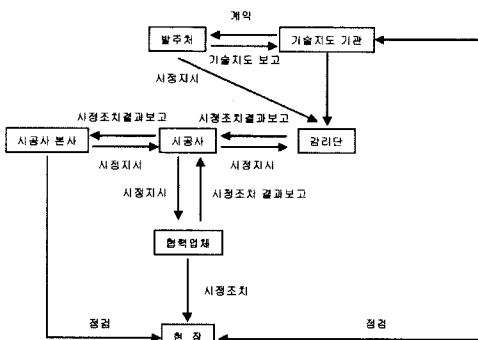 계약
발주처
기술지도 기관
기술지도 보고
시정지시
시정조치결과보고
시정조치결과보고
시공사 본사
시공사
감리단
시정지시
시정지시
시정지시
시정조치 결과보고
협력업체
시정조치
점검
점검
현 장